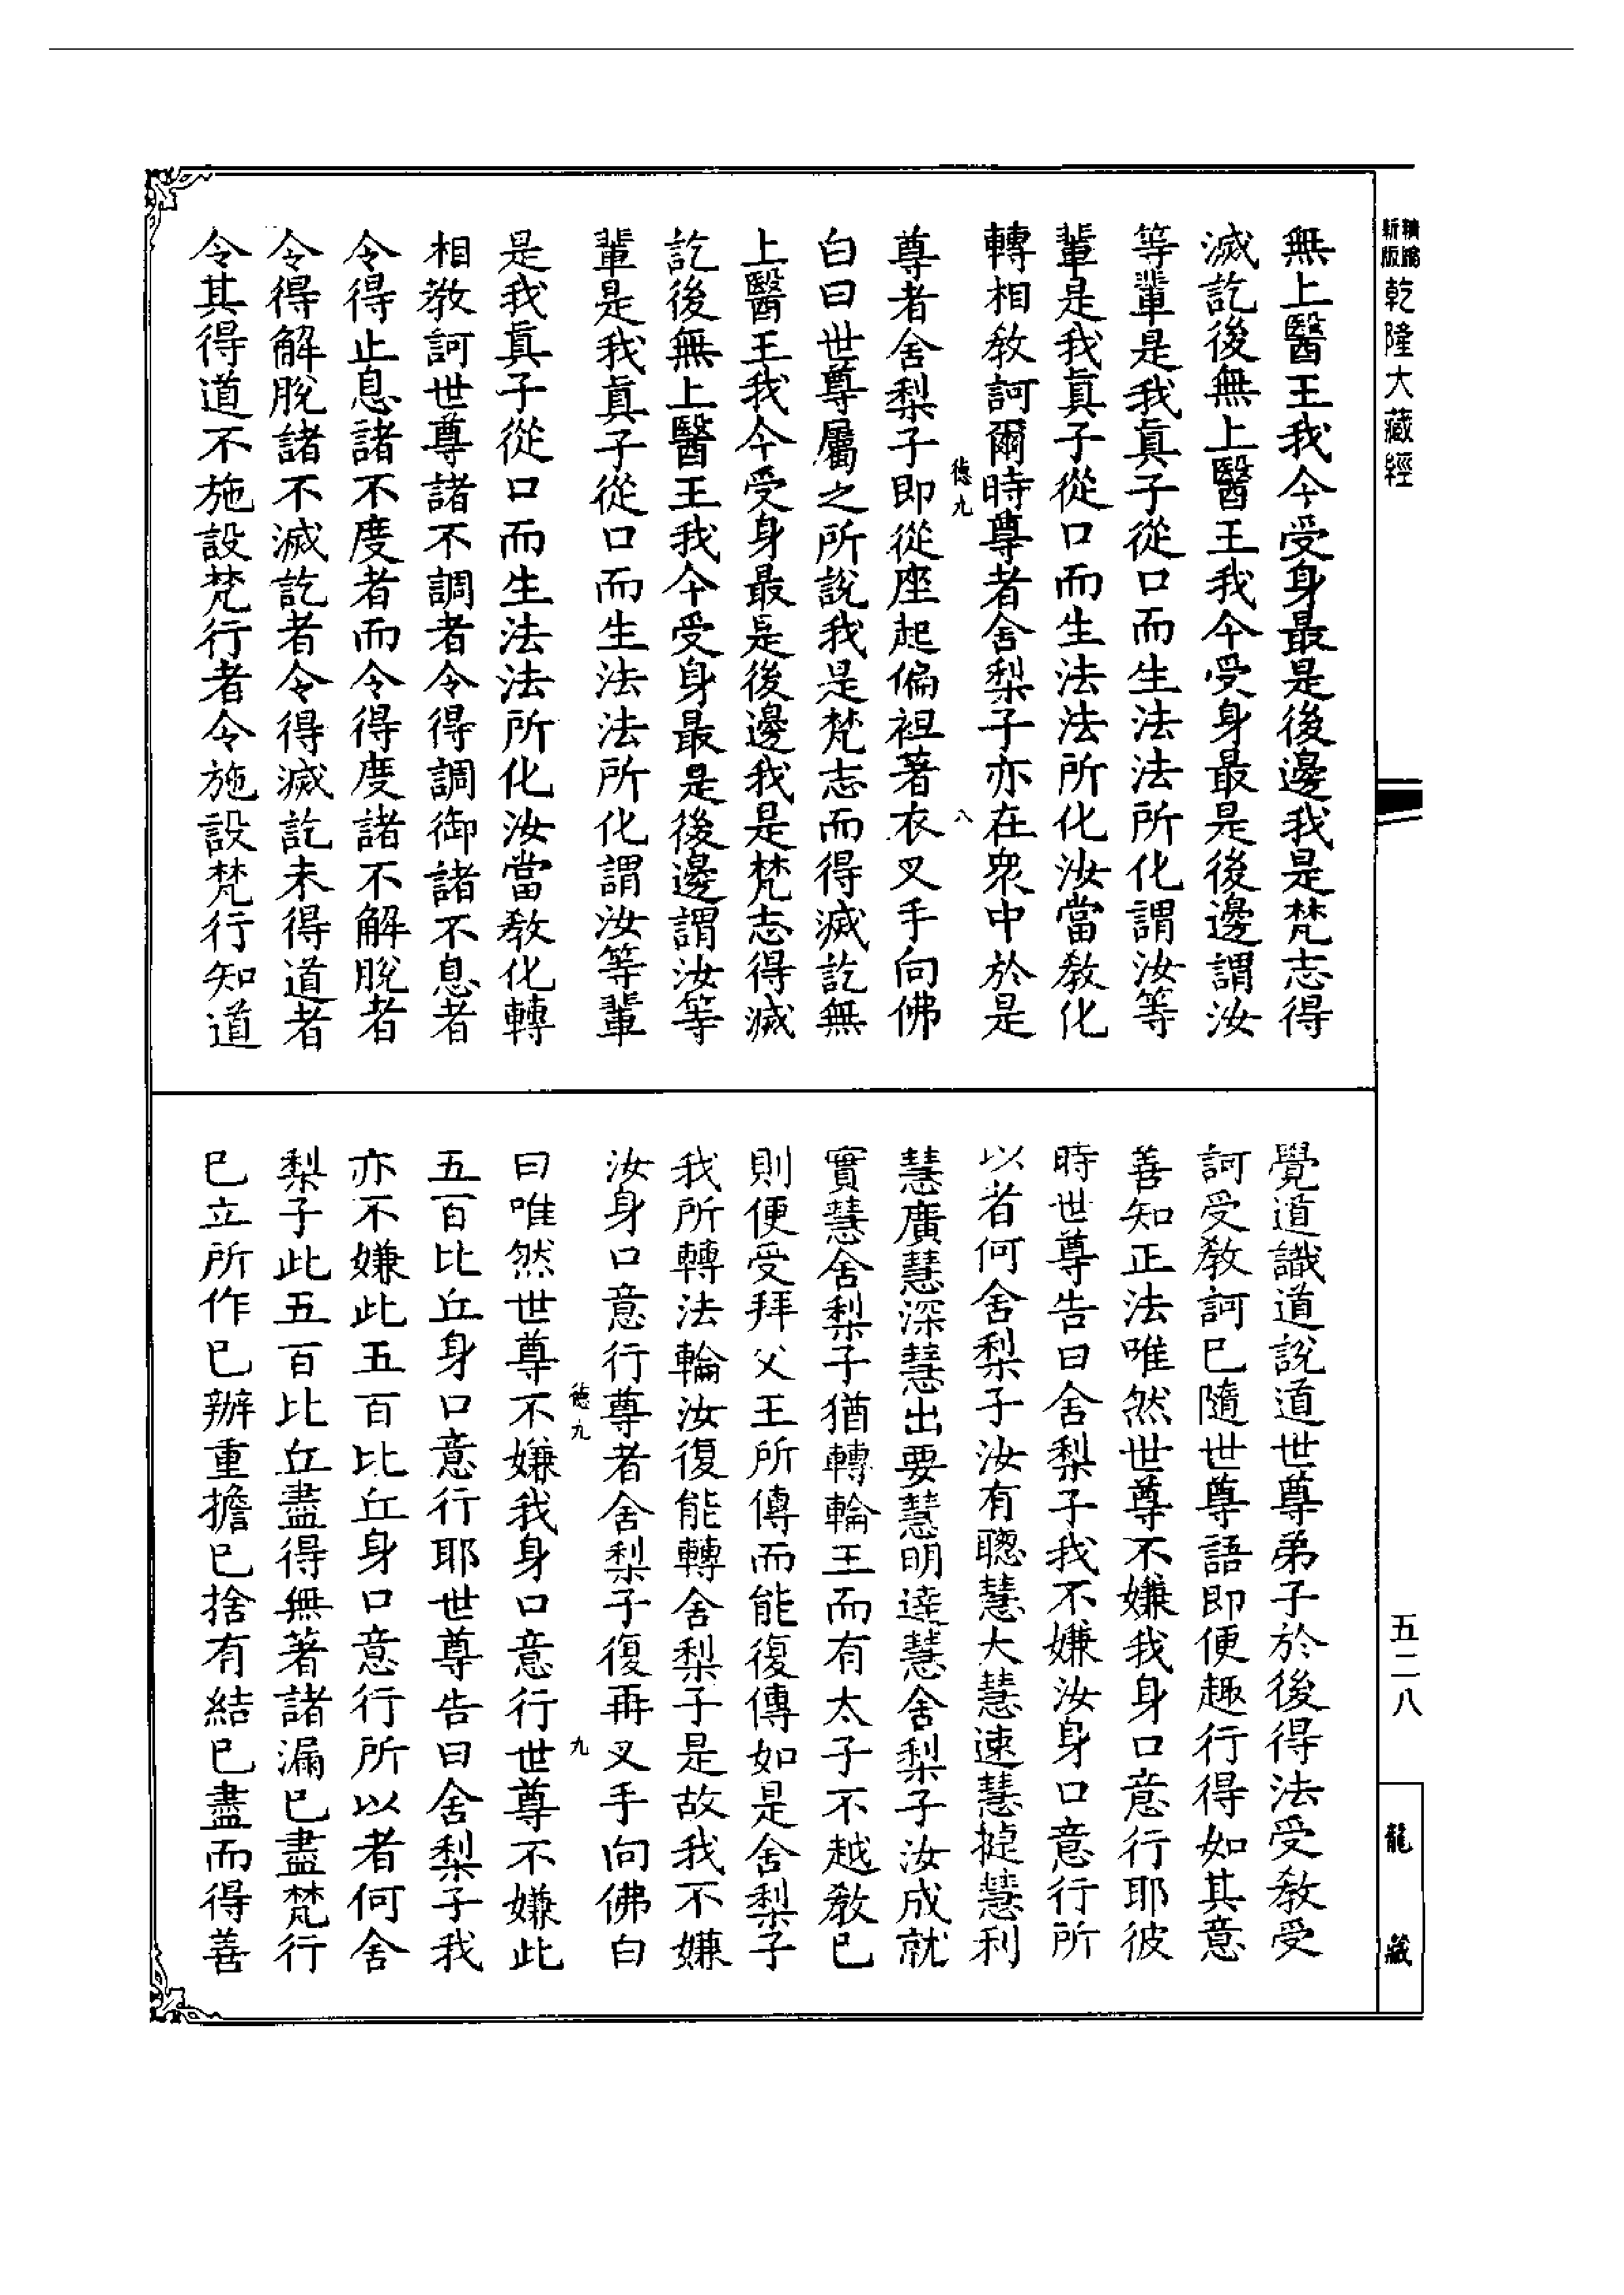 新版精縮乾隆大藏經
無上醫王我今受身最是後邊我是梵志得
滅訖後無上醫王我今受身最是後邊謂汝
等輩是我眞子從口而生法法所化謂汝等
輩是我眞子從口而生法法所化汝當教化
轉相教訶爾時尊者舍梨子亦在衆中於是
德九 八
尊者舍梨子即從座起偏袒著衣叉手向佛
白曰世尊屬之所說我是梵志而得滅訖無
上醫王我今受身最是後邊我是梵志得滅
訖後無上醫王我今受身最是後邊謂汝等
輩是我眞子從口而生法法所化謂汝等輩
是我眞子從口而生法法所化汝當教化轉
相教訶世尊諸不調者令得調御諸不息者
令得止息諸不度者而令得度諸不解脫者
令得解脫諸不滅訖者令得滅訖未得道者
令其得道不施設梵行者令施設梵行知道
覺道識道說道世尊弟子於後得法受教受
訶受教訶已隨世尊語即便趣行得如其意
善知正法唯然世尊不嫌我身口意行耶彼
時世尊告曰舍梨子我不嫌汝身口意行所
以者何舍梨子汝有聰慧大慧速慧揵慧利
慧廣慧深慧出要慧明達慧舍梨子汝成就
實慧舍梨子猶轉輪王而有太子不越教已
則便受拜父王所傳而能復傳如是舍梨子
我所轉法輪汝復能轉舍梨子是故我不嫌
汝身口意行尊者舍梨子復再叉手向佛白
德九 九
曰唯然世尊不嫌我身口意行世尊不嫌此
五百比丘身口意行耶世尊告曰舍梨子我
亦不嫌此五百比丘身口意行所以者何舍
梨子此五百比丘盡得無著諸漏已盡梵行
已立所作已辦重擔已捨有結已盡而得善
五二八
龍藏